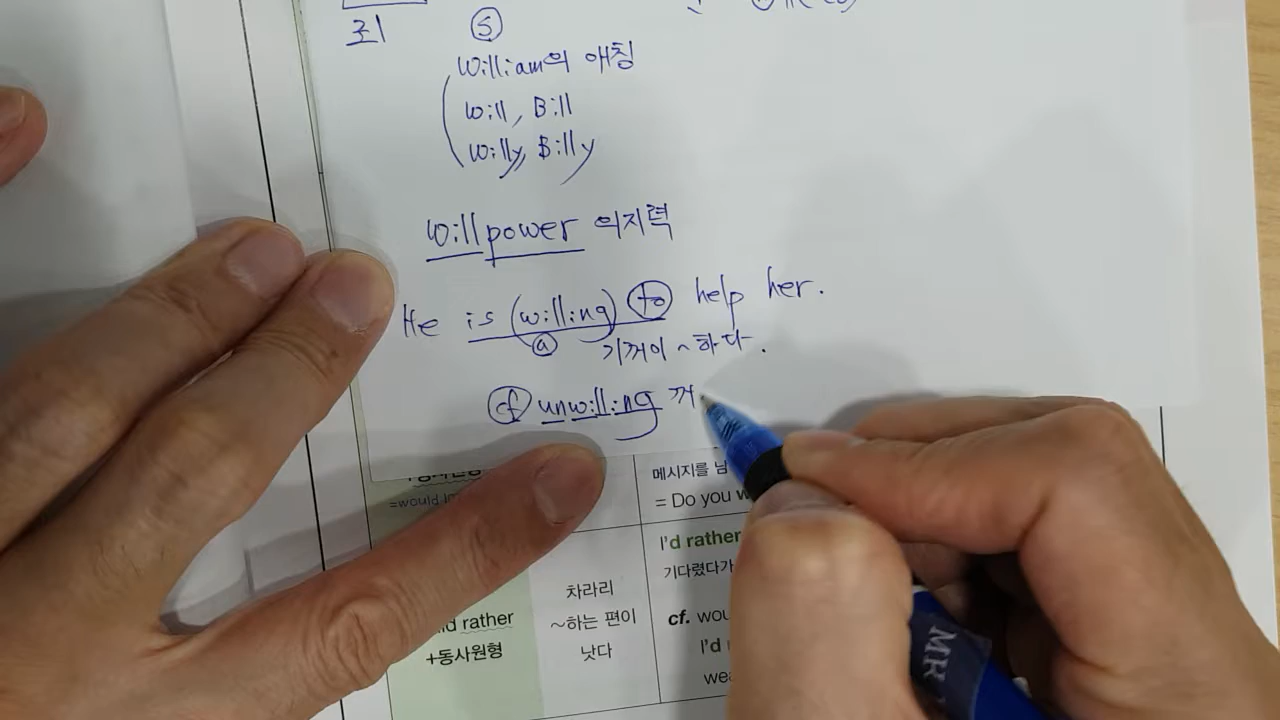 죄 ⓢ
William의 애칭
Will, Bill
Willy, Billy
Willpower 의지력
He is (willing) to help her.
ⓐ 기꺼이 ~하다.
cf unwilling 꺼
메시지를 남
= Do you w
=would
I'd rather
기다렸다가
차라리
~하는 편이
낫다
rather
+동사원형
cf. wou
I'd
wea
MR